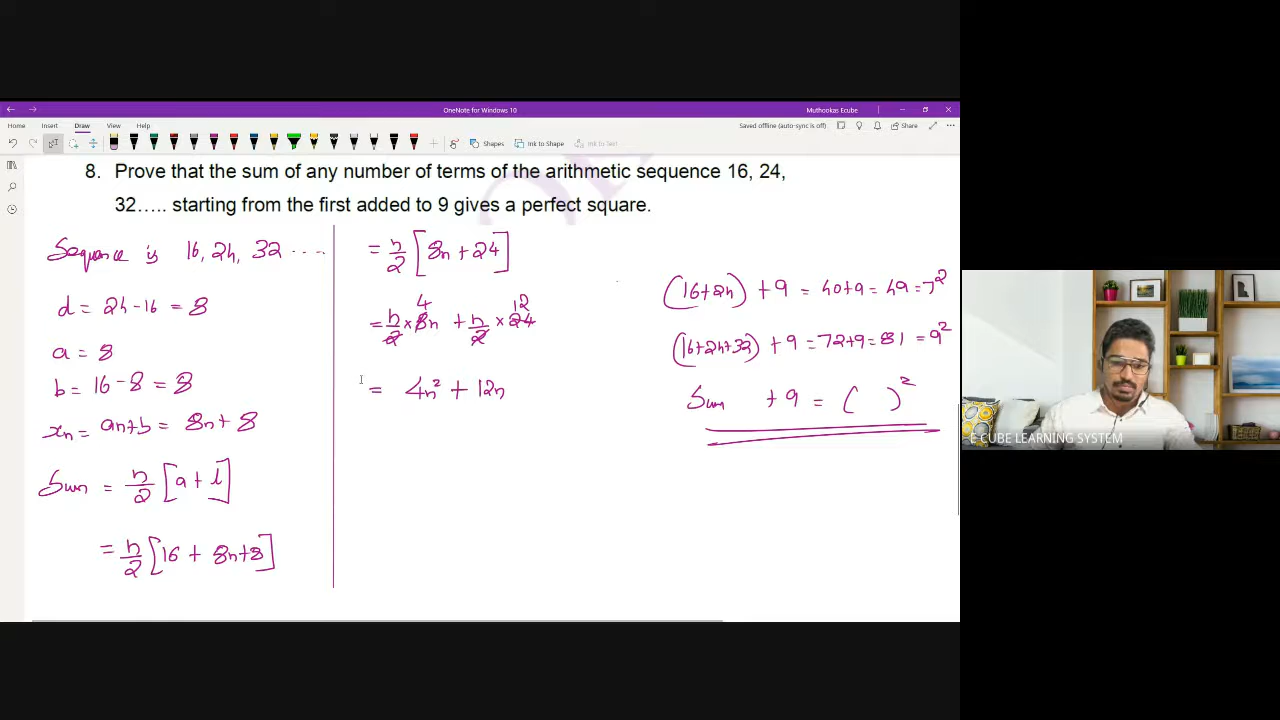 OneNote for Windows 10
Muthookas Ecube
Home Insert Draw View Help
Saved offline (auto-sync is off)
Share
Shapes
Ink to Shape
Ink to Text
8. Prove that the sum of any number of terms of the arithmetic sequence 16, 24,
32….. starting from the first added to 9 gives a perfect square.
Sequence is 16, 24, 32 ....
d = 24 - 16 = 8
a = 8
b = 16 - 8 = 8
xn = an+b = 8n + 8
Sum = n/2 [a + l]
= n/2 [16 + 8n+8]
= n/2 [8n + 24]
4 12
= n/2 × 8n + n/2 × 24
= 4n² + 12n
(16+24) + 9 = 40+9 = 49 = 7²
(16+24+32) + 9 = 72+9 = 81 = 9²
Sum + 9 = ( )²
E CUBE LEARNING SYSTEM